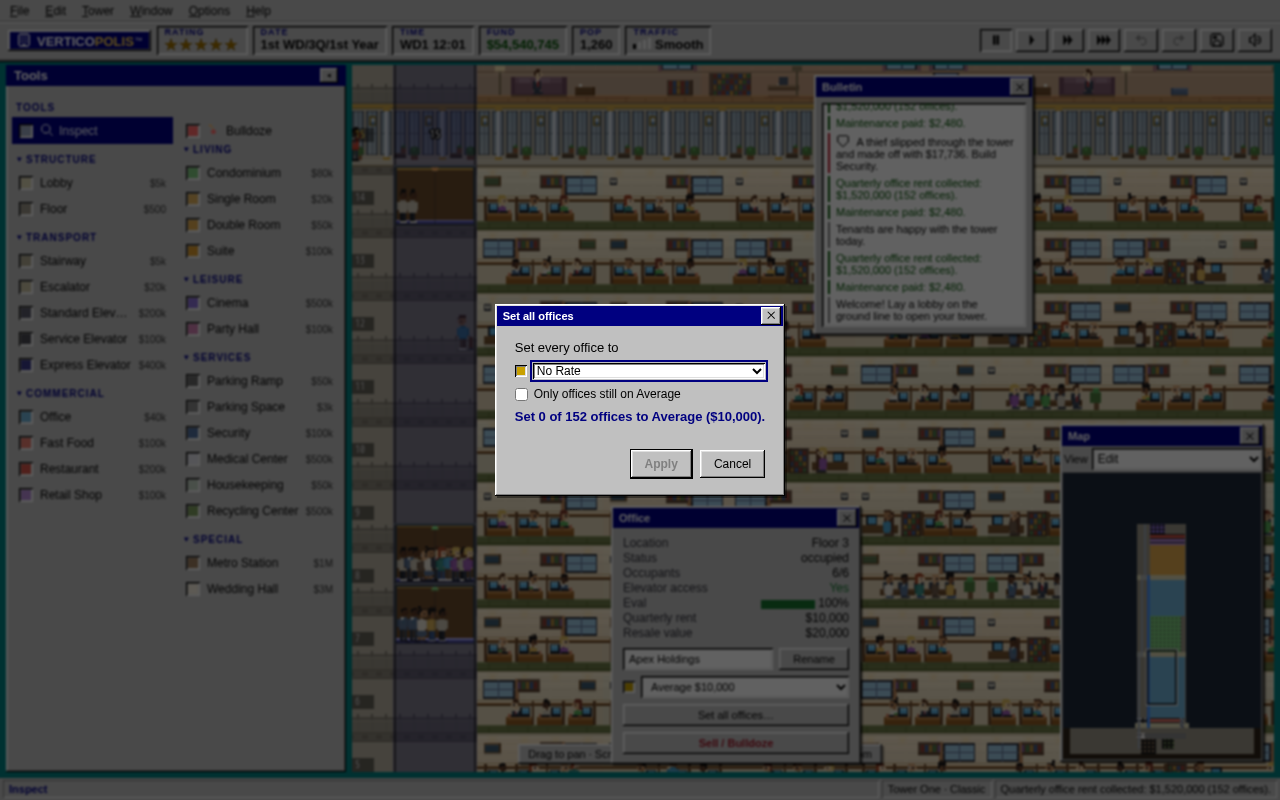 File Edit Tower Window Options Help
VERTICOPOLIS™
RATING
★★★★★
DATE
1st WD/3Q/1st Year
TIME
WD1 12:01
FUND
$54,540,745
POP
1,260
TRAFFIC
Smooth
Tools
TOOLS
Inspect
Bulldoze
STRUCTURE
Lobby $5k
Floor $500
TRANSPORT
Stairway $5k
Escalator $20k
Standard Elev… $200k
Service Elevator $100k
Express Elevator $400k
COMMERCIAL
Office $40k
Fast Food $100k
Restaurant $200k
Retail Shop $100k
LIVING
Condominium $80k
Single Room $20k
Double Room $50k
Suite $100k
LEISURE
Cinema $500k
Party Hall $100k
SERVICES
Parking Ramp $50k
Parking Space $3k
Security $100k
Medical Center $500k
Housekeeping $50k
Recycling Center $500k
SPECIAL
Metro Station $1M
Wedding Hall $3M
Bulletin
$1,520,000 (152 offices).
Maintenance paid: $2,480.
A thief slipped through the tower
and made off with $17,736. Build
Security.
Quarterly office rent collected:
$1,520,000 (152 offices).
Maintenance paid: $2,480.
Tenants are happy with the tower
today.
Quarterly office rent collected:
$1,520,000 (152 offices).
Maintenance paid: $2,480.
Welcome! Lay a lobby on the
ground line to open your tower.
Set all offices
Set every office to
No Rate
Only offices still on Average
Set 0 of 152 offices to Average ($10,000).
Apply
Cancel
Office
Location Floor 3
Status occupied
Occupants 6/6
Elevator access Yes
Eval 100%
Quarterly rent $10,000
Resale value $20,000
Apex Holdings
Rename
Average $10,000
Set all offices…
Sell / Bulldoze
Drag to pan
Map
View Edit
Inspect
Tower One · Classic
Quarterly office rent collected: $1,520,000 (152 offices).